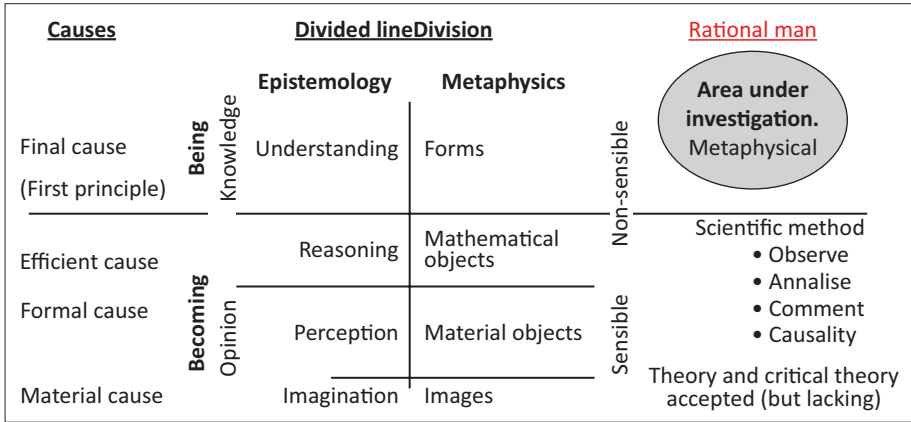 Causes
Divided lineDivision
Rational man
Epistemology
Metaphysics
Area under
investigation.
Metaphysical
Final cause
(First principle)
Being
Knowledge
Understanding
Forms
Non-sensible
Efficient cause
Formal cause
Material cause
Becoming
Opinion
Reasoning
Mathematical
objects
Perception
Material objects
Imagination
Images
Sensible
Scientific method
• Observe
• Annalise
• Comment
• Causality
Theory and critical theory
accepted (but lacking)